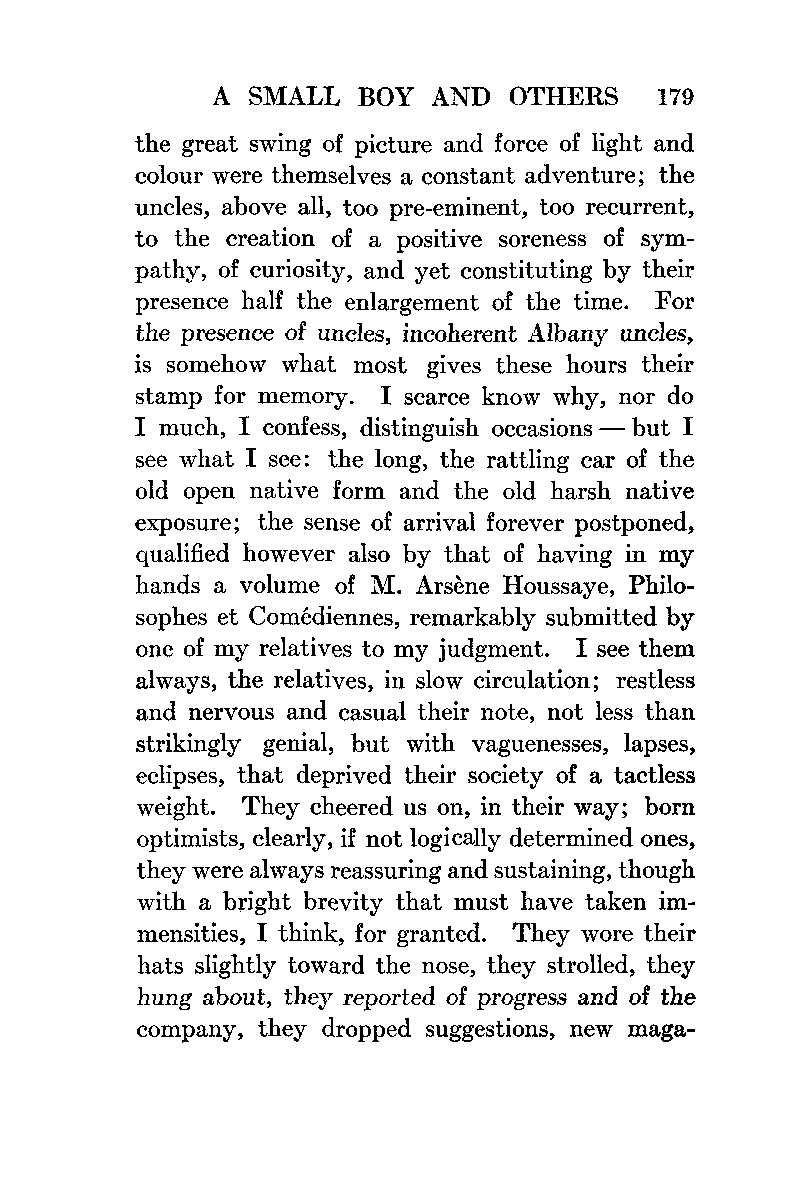 A SMALL BOY AND OTHERS 179
the great swing of picture and force of light and
colour were themselves a constant adventure; the
uncles, above all, too pre-eminent, too recurrent,
to the creation of a positive soreness of sym-
pathy, of curiosity, and yet constituting by their
presence half the enlargement of the time. For
the presence of uncles, incoherent Albany uncles,
is somehow what most gives these hours their
stamp for memory. I scarce know why, nor do
I much, I confess, distinguish occasions — but I
see what I see: the long, the rattling car of the
old open native form and the old harsh native
exposure; the sense of arrival forever postponed,
qualified however also by that of having in my
hands a volume of M. Arsène Houssaye, Philo-
sophes et Comédiennes, remarkably submitted by
one of my relatives to my judgment. I see them
always, the relatives, in slow circulation; restless
and nervous and casual their note, not less than
strikingly genial, but with vaguenesses, lapses,
eclipses, that deprived their society of a tactless
weight. They cheered us on, in their way; born
optimists, clearly, if not logically determined ones,
they were always reassuring and sustaining, though
with a bright brevity that must have taken im-
mensities, I think, for granted. They wore their
hats slightly toward the nose, they strolled, they
hung about, they reported of progress and of the
company, they dropped suggestions, new maga-